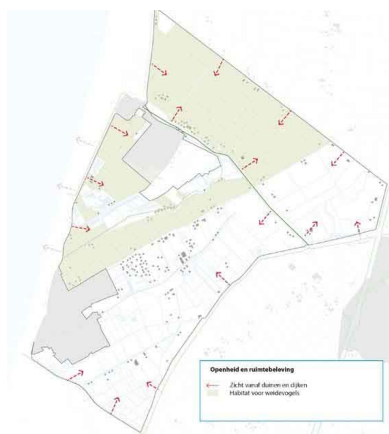 Openheid en ruimtebeleving
Zicht vanaf duinen en dijken
Habitat voor weidevogels